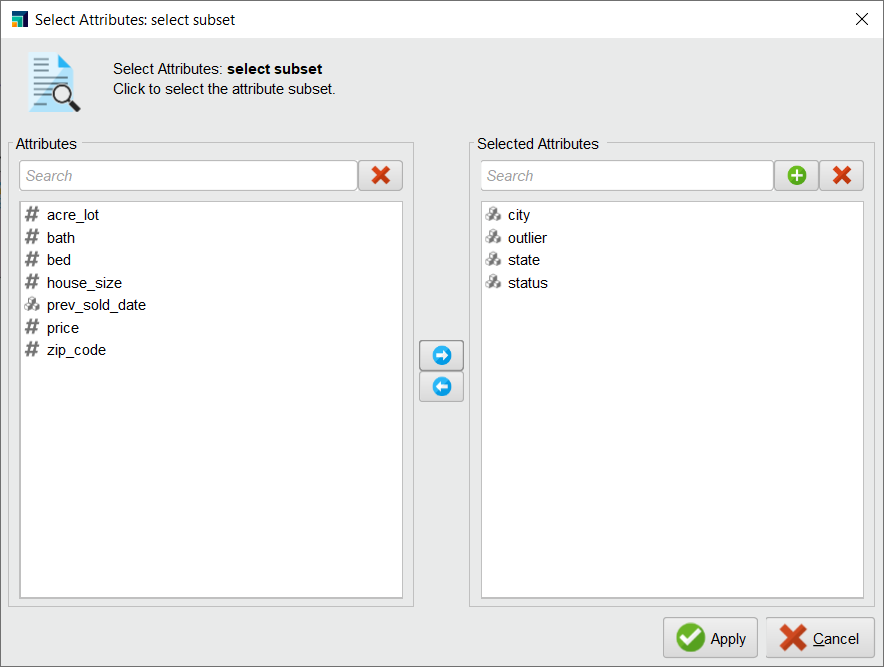 Select Attributes: select subset
Select Attributes: select subset
Click to select the attribute subset.
Attributes
Search
acre_lot
bath
bed
house_size
prev_sold_date
price
zip_code
Selected Attributes
Search
city
outlier
state
status
Apply
Cancel